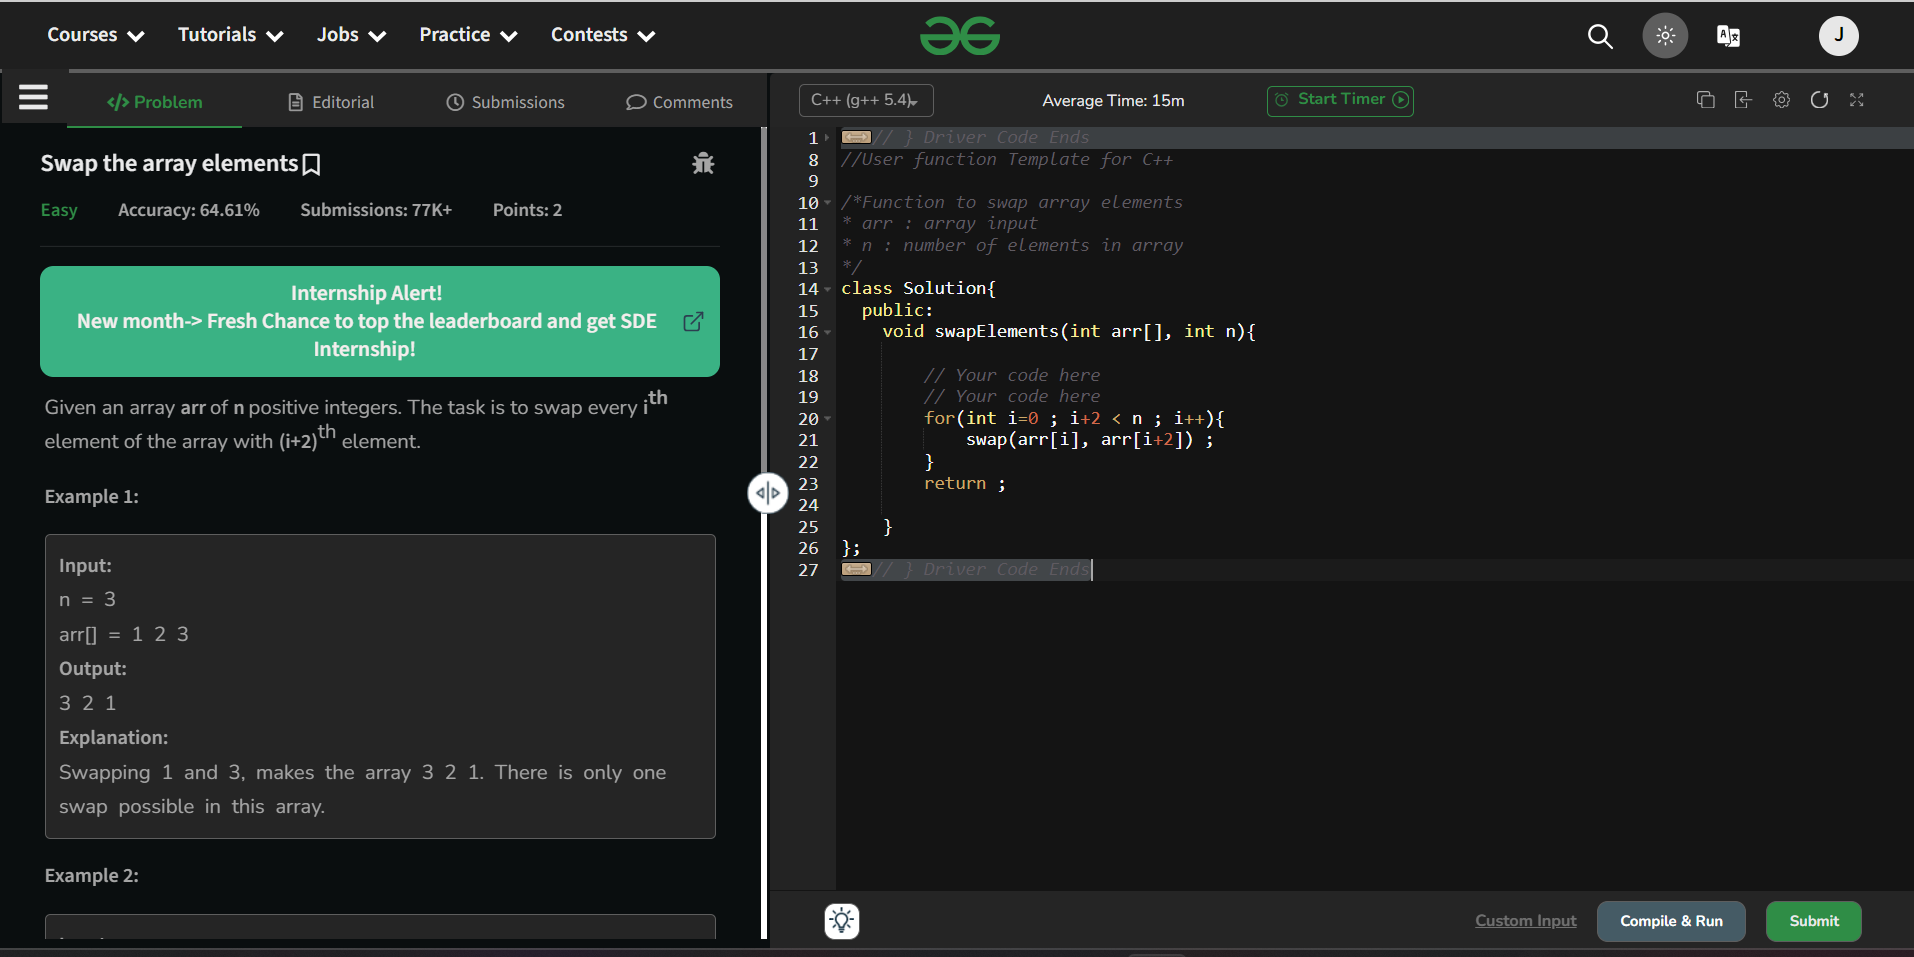 Courses Tutorials Jobs Practice Contests J
Problem Editorial Submissions Comments
Swap the array elements
Easy Accuracy: 64.61% Submissions: 77K+ Points: 2
Internship Alert!
New month-> Fresh Chance to top the leaderboard and get SDE
Internship!
Given an array arr of n positive integers. The task is to swap every ith
element of the array with (i+2)th element.
Example 1:
Input:
n = 3
arr[] = 1 2 3
Output:
3 2 1
Explanation:
Swapping 1 and 3, makes the array 3 2 1. There is only one
swap possible in this array.
Example 2:
C++ (g++ 5.4) Average Time: 15m Start Timer
1 // } Driver Code Ends
8 //User function Template for C++
9
10 /*Function to swap array elements
11 * arr : array input
12 * n : number of elements in array
13 */
14 class Solution{
15 public:
16 void swapElements(int arr[], int n){
17
18 // Your code here
19 // Your code here
20 for(int i=0 ; i+2 < n ; i++){
21 swap(arr[i], arr[i+2]) ;
22 }
23 return ;
24
25 }
26 };
27 // } Driver Code Ends
Custom Input Compile & Run Submit